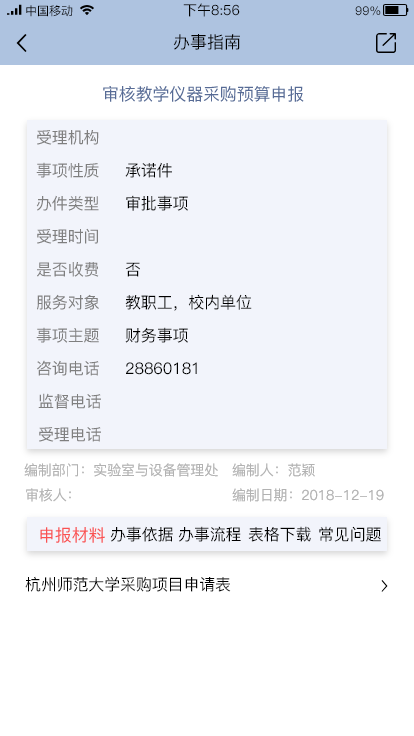 中国移动 下午8:56 99%
办事指南
审核教学仪器采购预算申报
受理机构
事项性质 承诺件
办件类型 审批事项
受理时间
是否收费 否
服务对象 教职工，校内单位
事项主题 财务事项
咨询电话 28860181
监督电话
受理电话
编制部门：实验室与设备管理处 编制人：范颖
审核人： 编制日期：2018-12-19
申报材料 办事依据 办事流程 表格下载 常见问题
杭州师范大学采购项目申请表